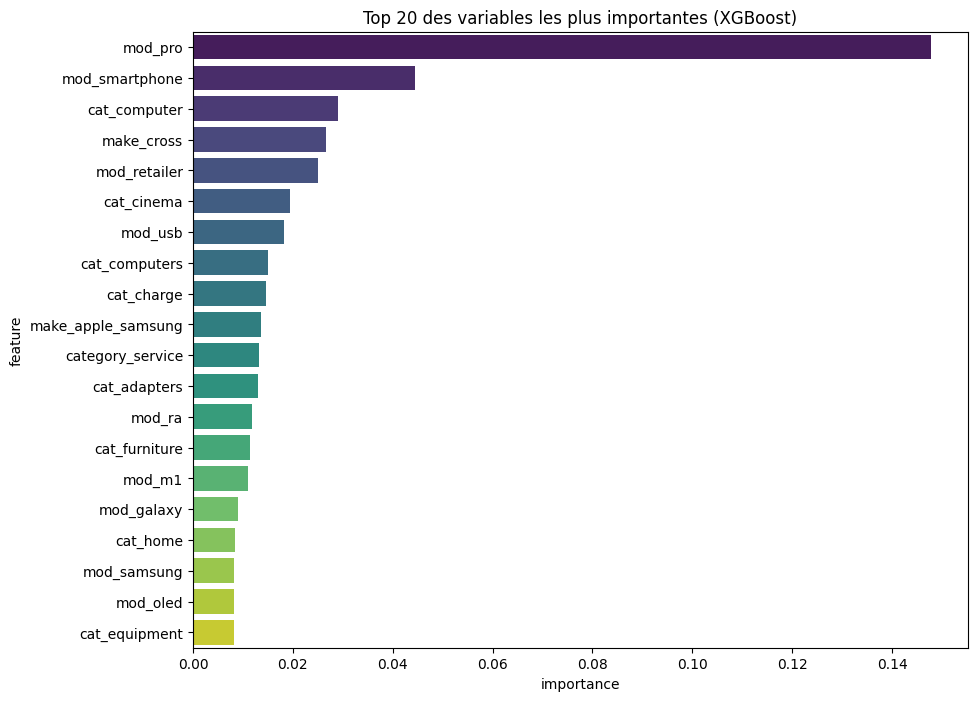 Top 20 des variables les plus importantes (XGBoost)
mod_pro
mod_smartphone
cat_computer
make_cross
mod_retailer
cat_cinema
mod_usb
cat_computers
cat_charge
make_apple_samsung
category_service
cat_adapters
mod_ra
cat_furniture
mod_m1
mod_galaxy
cat_home
mod_samsung
mod_oled
cat_equipment
feature
0.00 0.02 0.04 0.06 0.08 0.10 0.12 0.14
importance